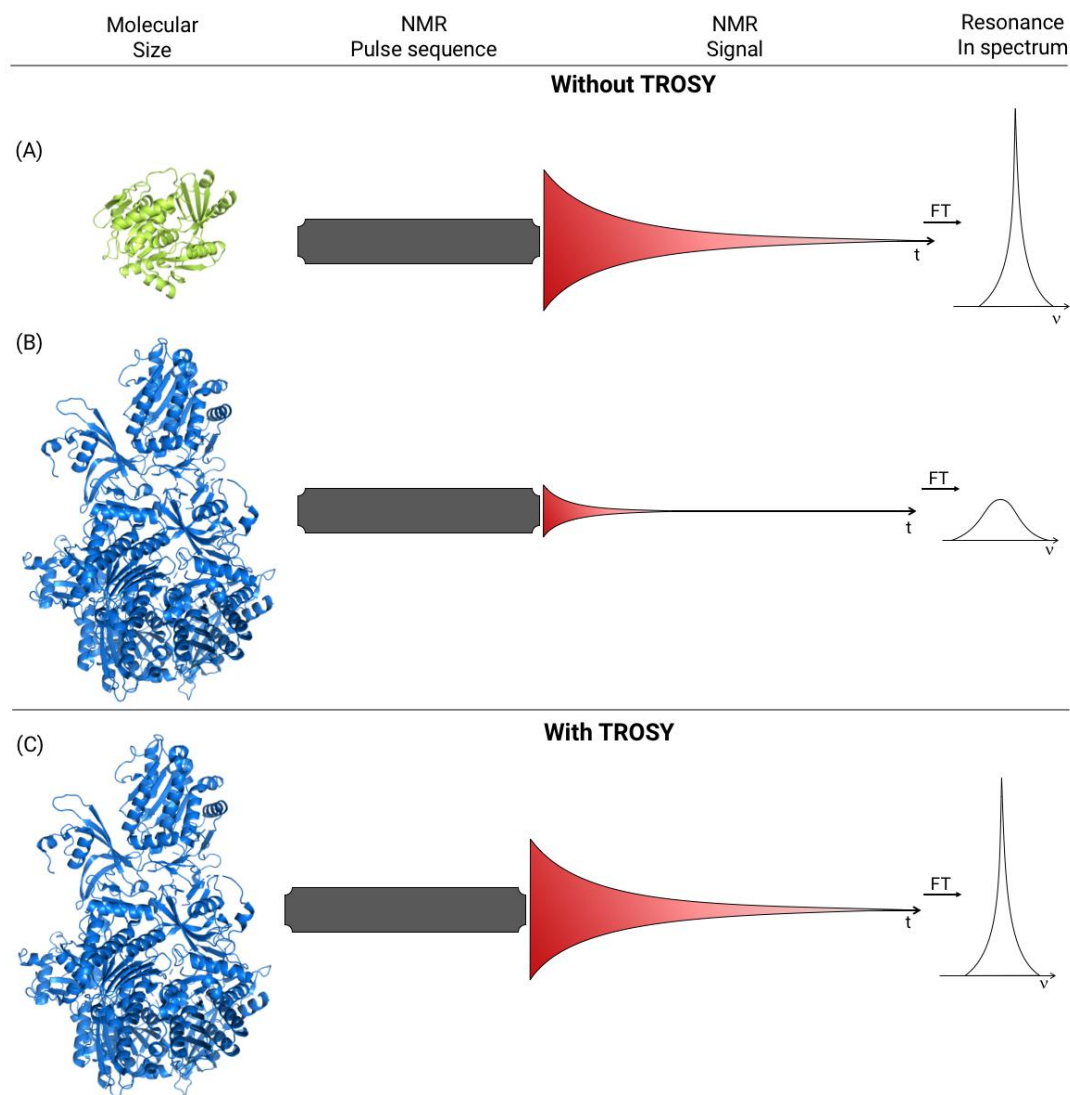 Molecular
Size
NMR
Pulse sequence
NMR
Signal
Resonance
In spectrum
Without TROSY
(A)
FT
t
ν
(B)
FT
t
ν
With TROSY
(C)
FT
t
ν